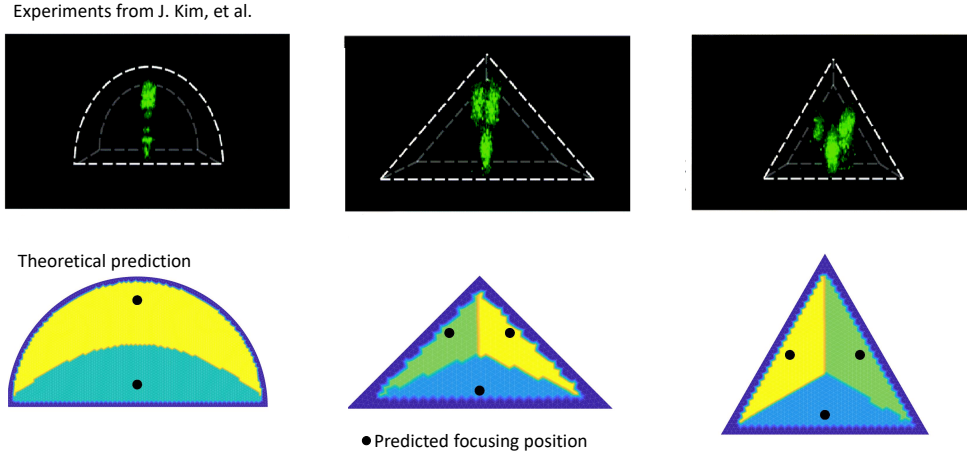 Experiments from J. Kim, et al.
Theoretical prediction
Predicted focusing position